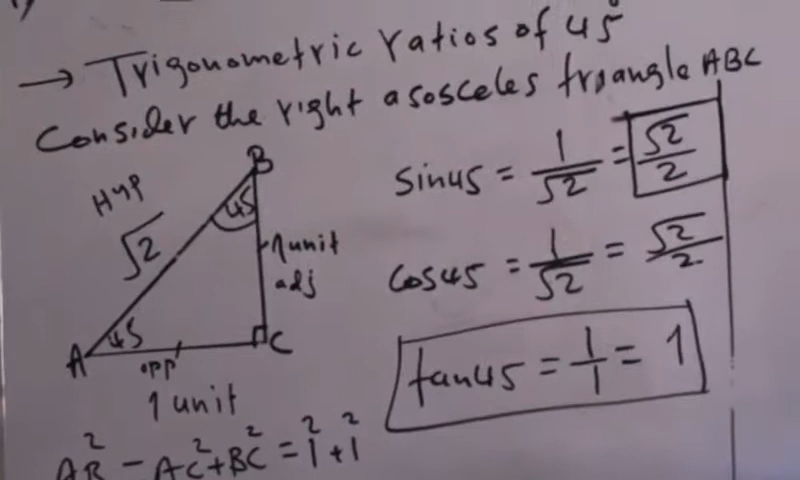 → Trigonometric ratios of 45°
Consider the right asosceles triangle ABC
B
Hyp
√2
45
1 unit
adj
A
45
opp
C
1 unit
AB² = AC² + BC² = 1² + 1²
sin45 = 1/√2 = √2/2
Cos45 = 1/√2 = √2/2
tan45 = 1/1 = 1